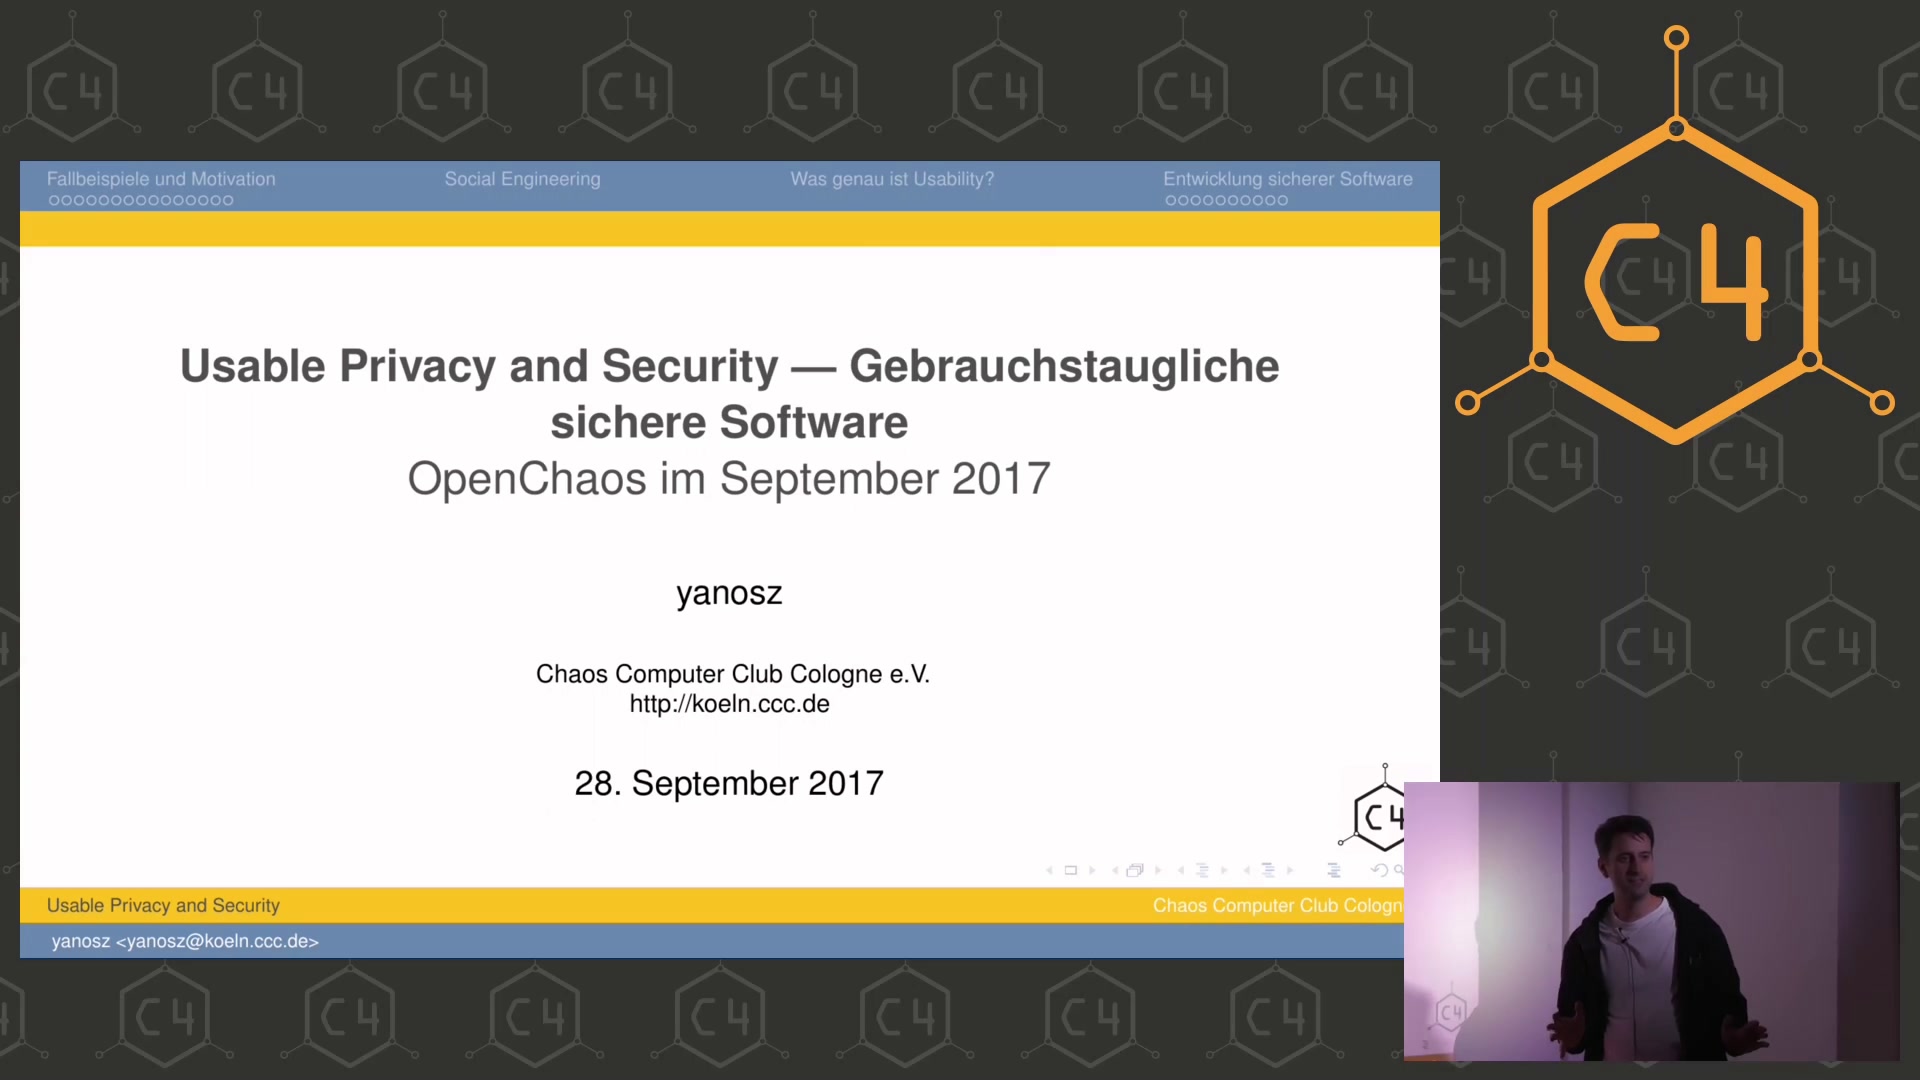 Fallbeispiele und Motivation
Social Engineering
Was genau ist Usability?
Entwicklung sicherer Software
C4
Usable Privacy and Security — Gebrauchstaugliche
sichere Software
OpenChaos im September 2017
yanosz
Chaos Computer Club Cologne e.V.
http://koeln.ccc.de
28. September 2017
C4
Usable Privacy and Security
Chaos Computer Club Cologn
yanosz <yanosz@koeln.ccc.de>